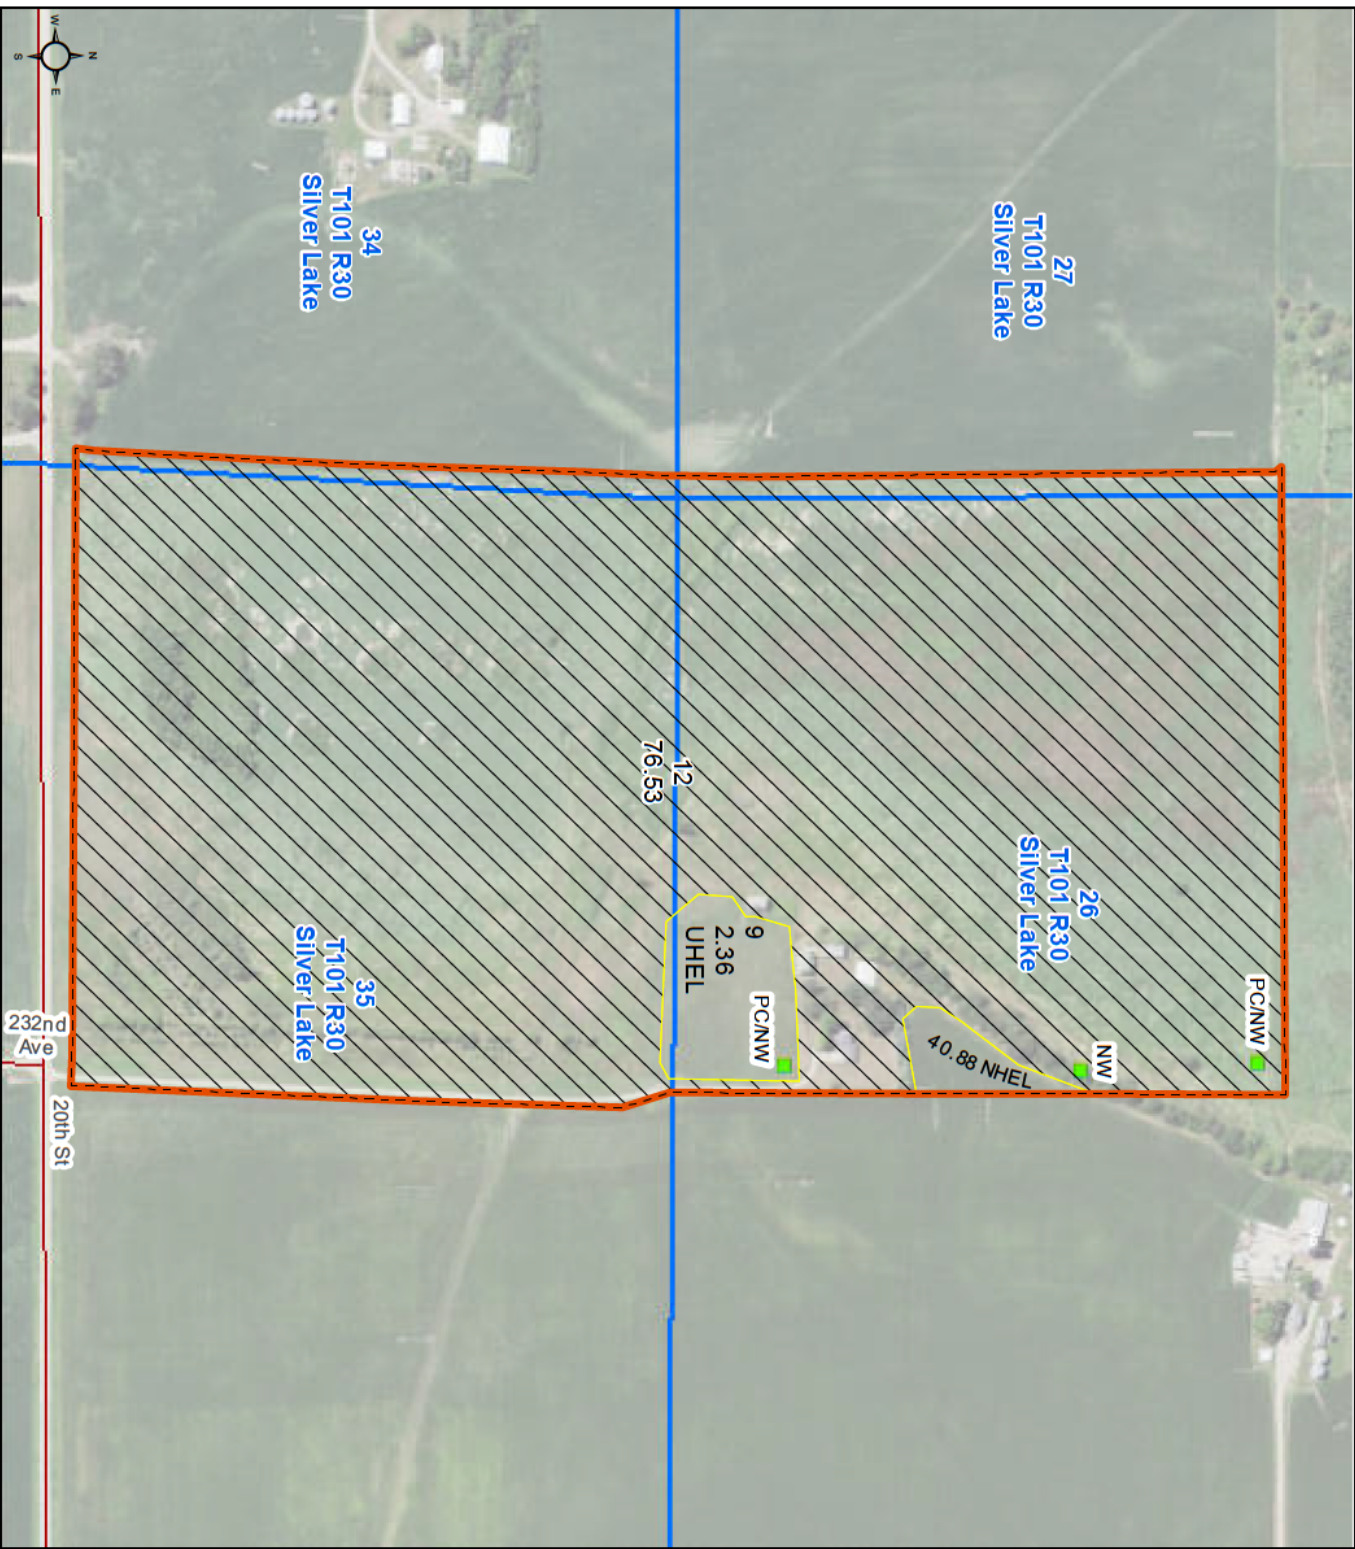 W
N
S
E
34
T101 R30
Silver Lake
27
T101 R30
Silver Lake
12
76.53
26
T101 R30
Silver Lake
9
2.36
UHEL
PC/NW
40.88 NHEL
NW
PC/NW
35
T101 R30
Silver Lake
232nd
Ave
20th St